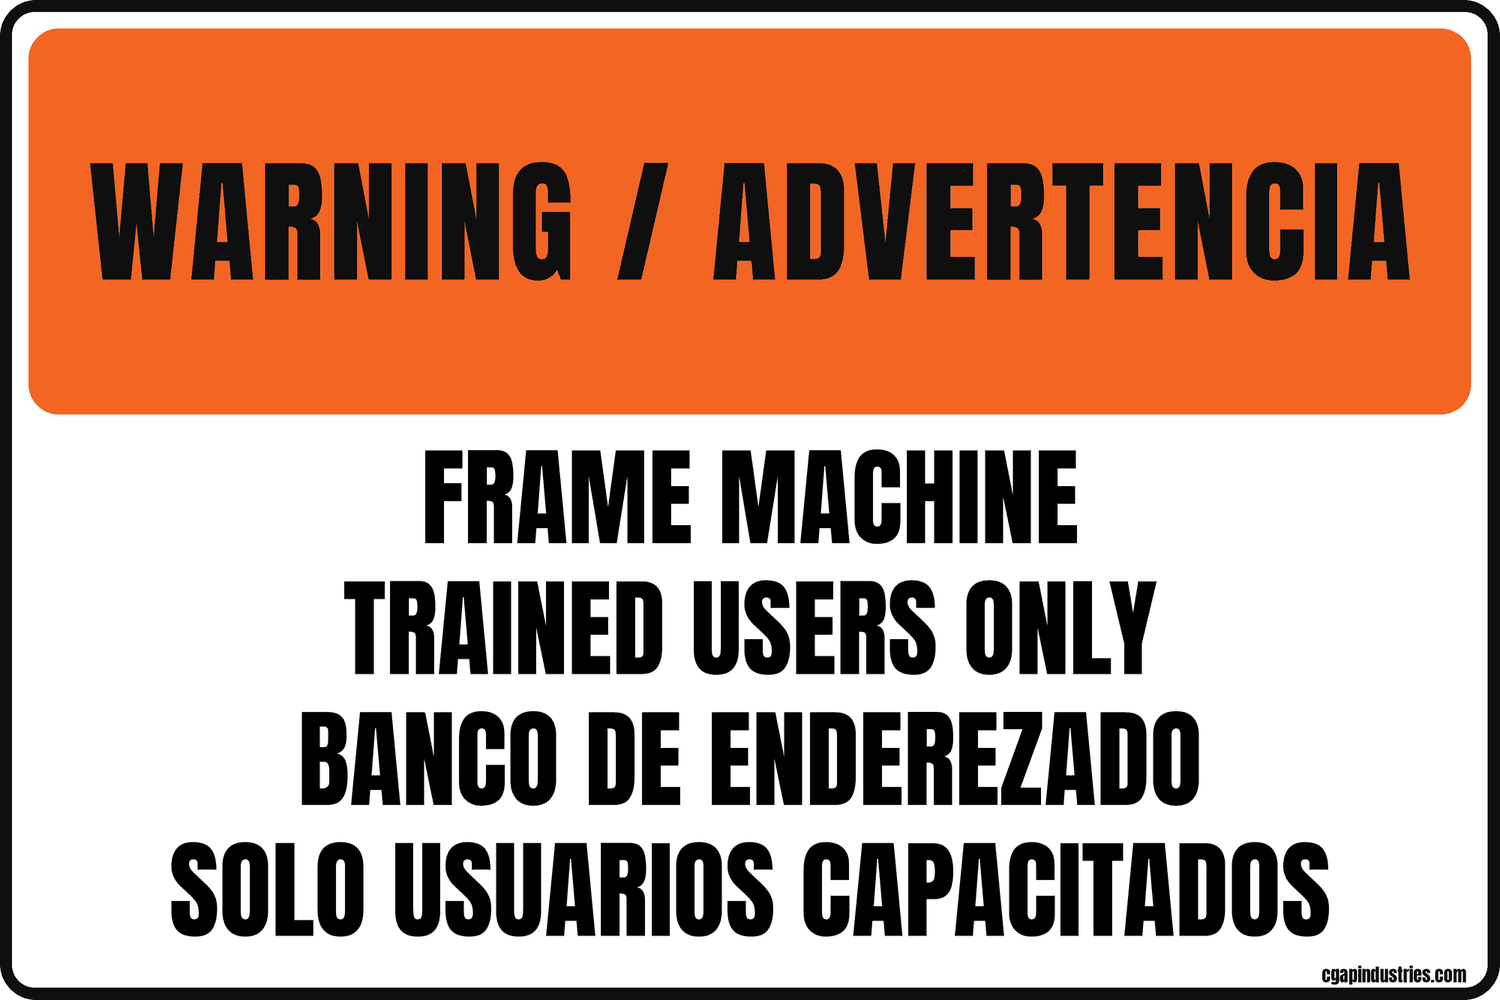 WARNING / ADVERTENCIA
FRAME MACHINE
TRAINED USERS ONLY
BANCO DE ENDEREZADO
SOLO USUARIOS CAPACITADOS
cgapindustries.com